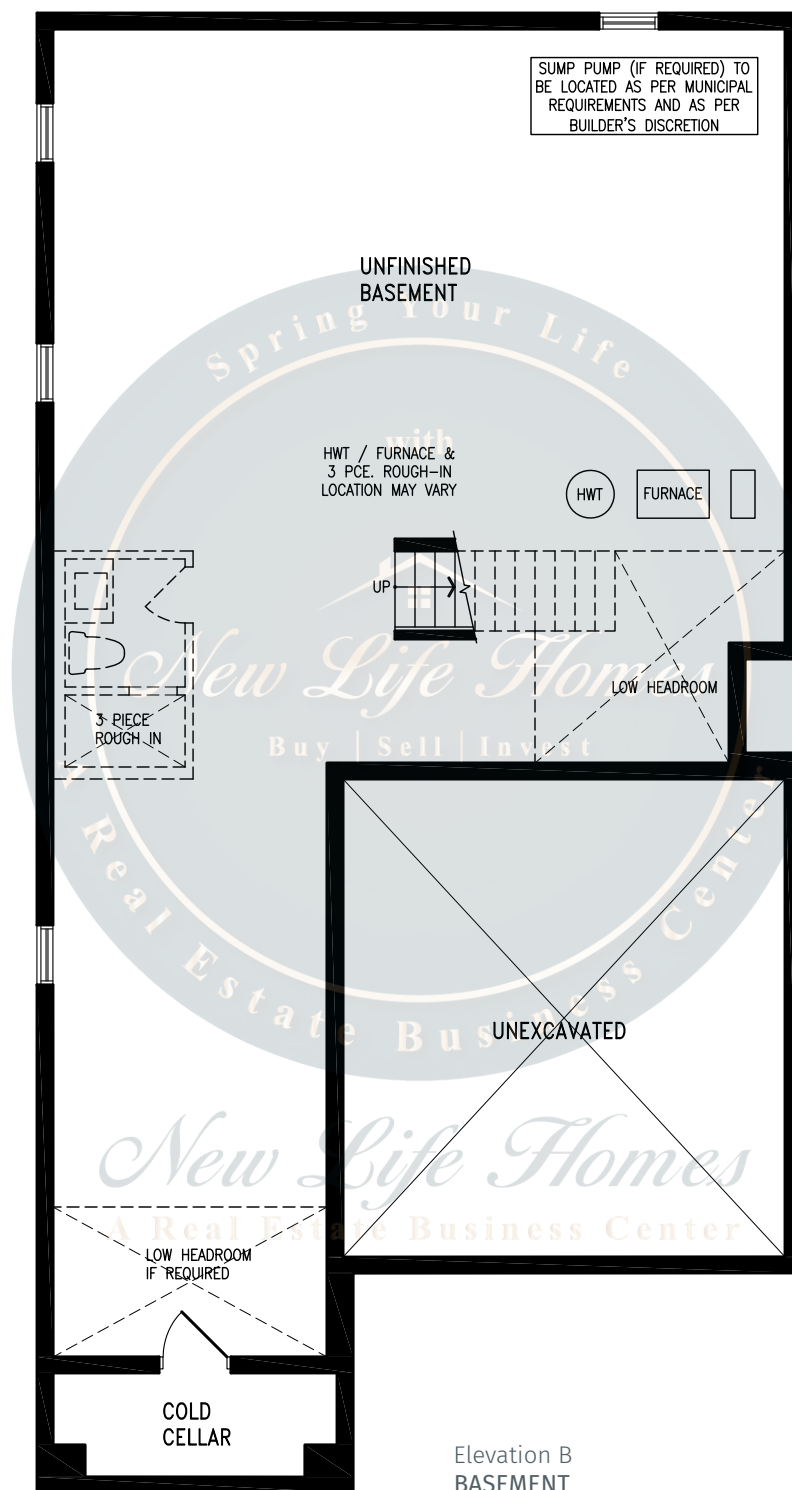 SUMP PUMP (IF REQUIRED) TO
BE LOCATED AS PER MUNICIPAL
REQUIREMENTS AND AS PER
BUILDER'S DISCRETION
UNFINISHED
BASEMENT
Spring Your Life
with
HWT / FURNACE &
3 PCE. ROUGH-IN
LOCATION MAY VARY
HWT
FURNACE
UP
New Life Homes
LOW HEADROOM
3 PIECE
ROUGH IN
Buy | Sell | Invest
A Real Estate Business Center
UNEXCAVATED
New Life Homes
A Real Estate Business Center
LOW HEADROOM
IF REQUIRED
COLD
CELLAR
Elevation B
BASEMENT